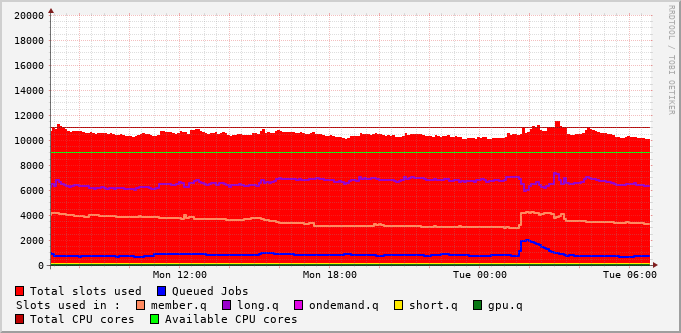 RRDTOOL / TOBI OETIKER
20000
18000
16000
14000
12000
10000
8000
6000
4000
2000
0
Mon 12:00 Mon 18:00 Tue 00:00 Tue 06:00
Total slots used Queued Jobs
Slots used in : member.q long.q ondemand.q short.q gpu.q
Total CPU cores Available CPU cores